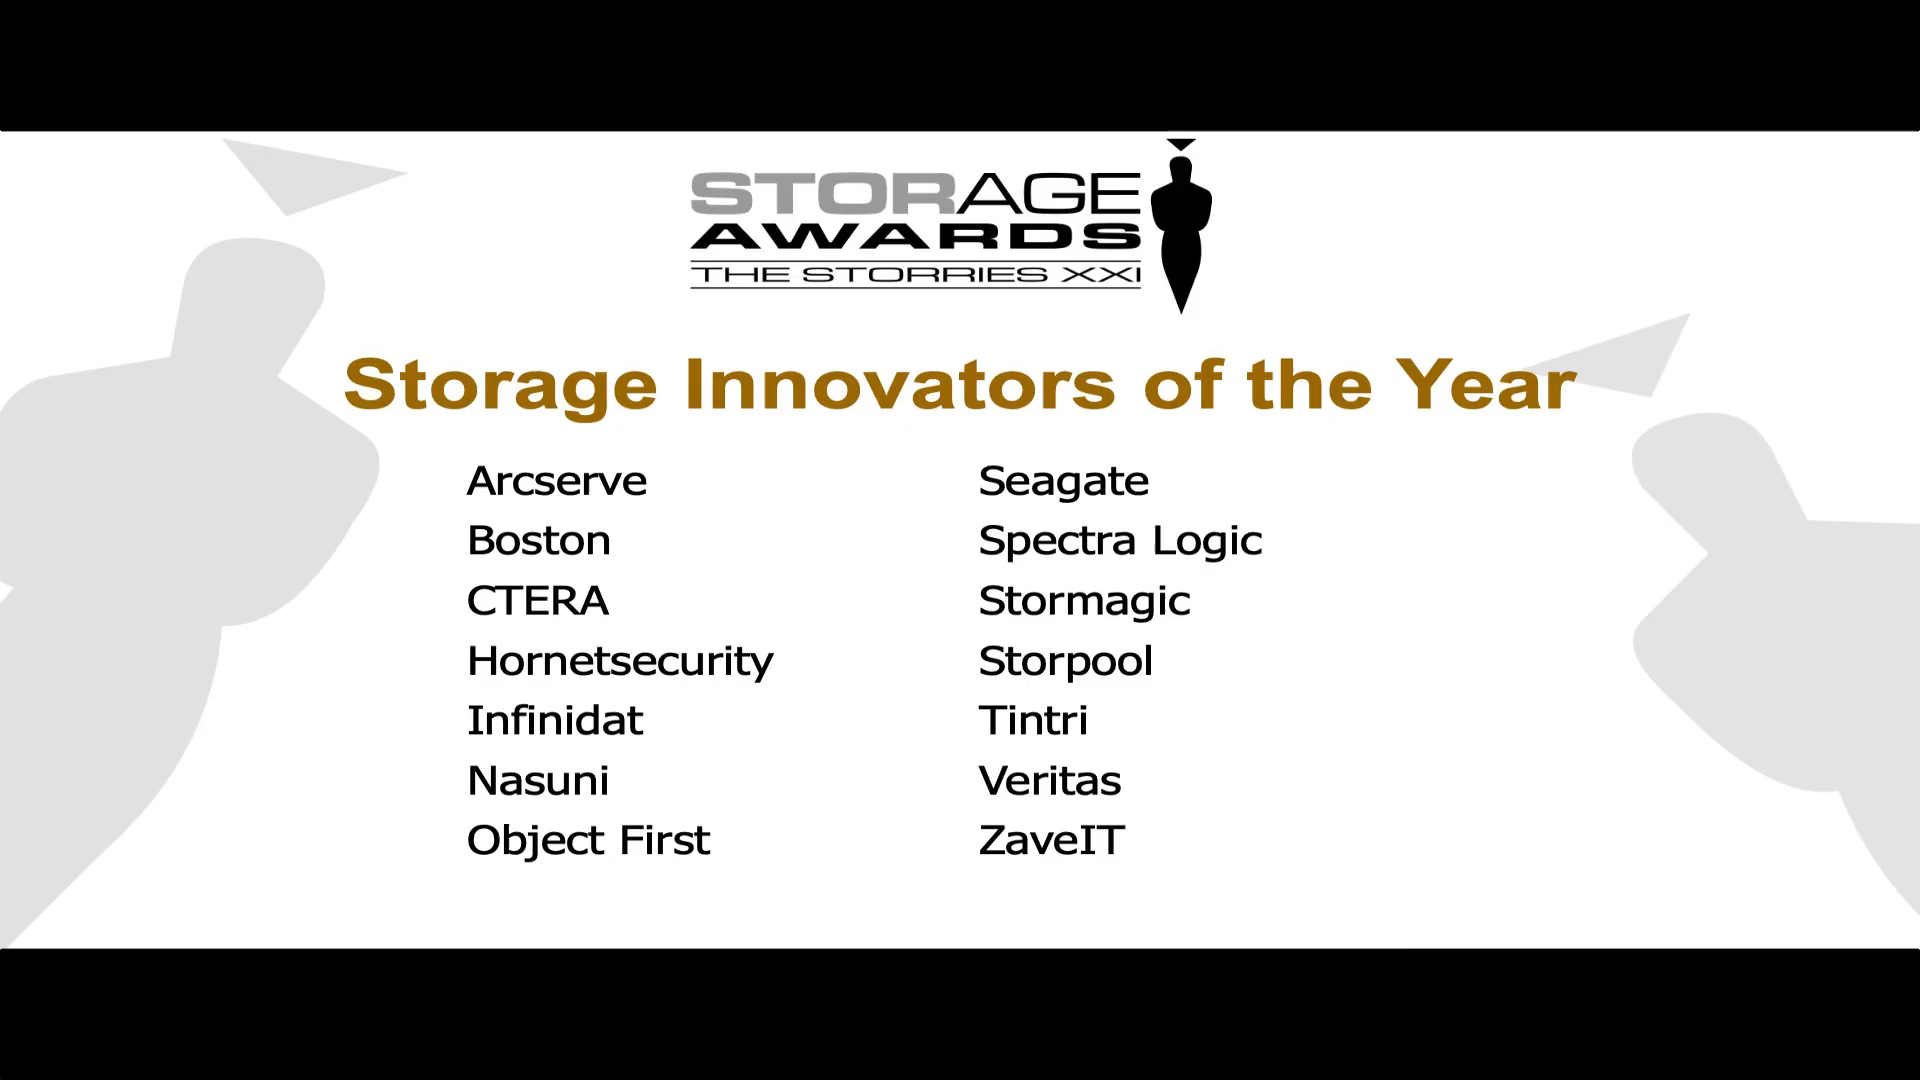 STORAGE
AWARDS
THE STORRIES XXI
Storage Innovators of the Year
Arcserve
Boston
CTERA
Hornetsecurity
Infinidat
Nasuni
Object First
Seagate
Spectra Logic
Stormagic
Storpool
Tintri
Veritas
ZaveIT